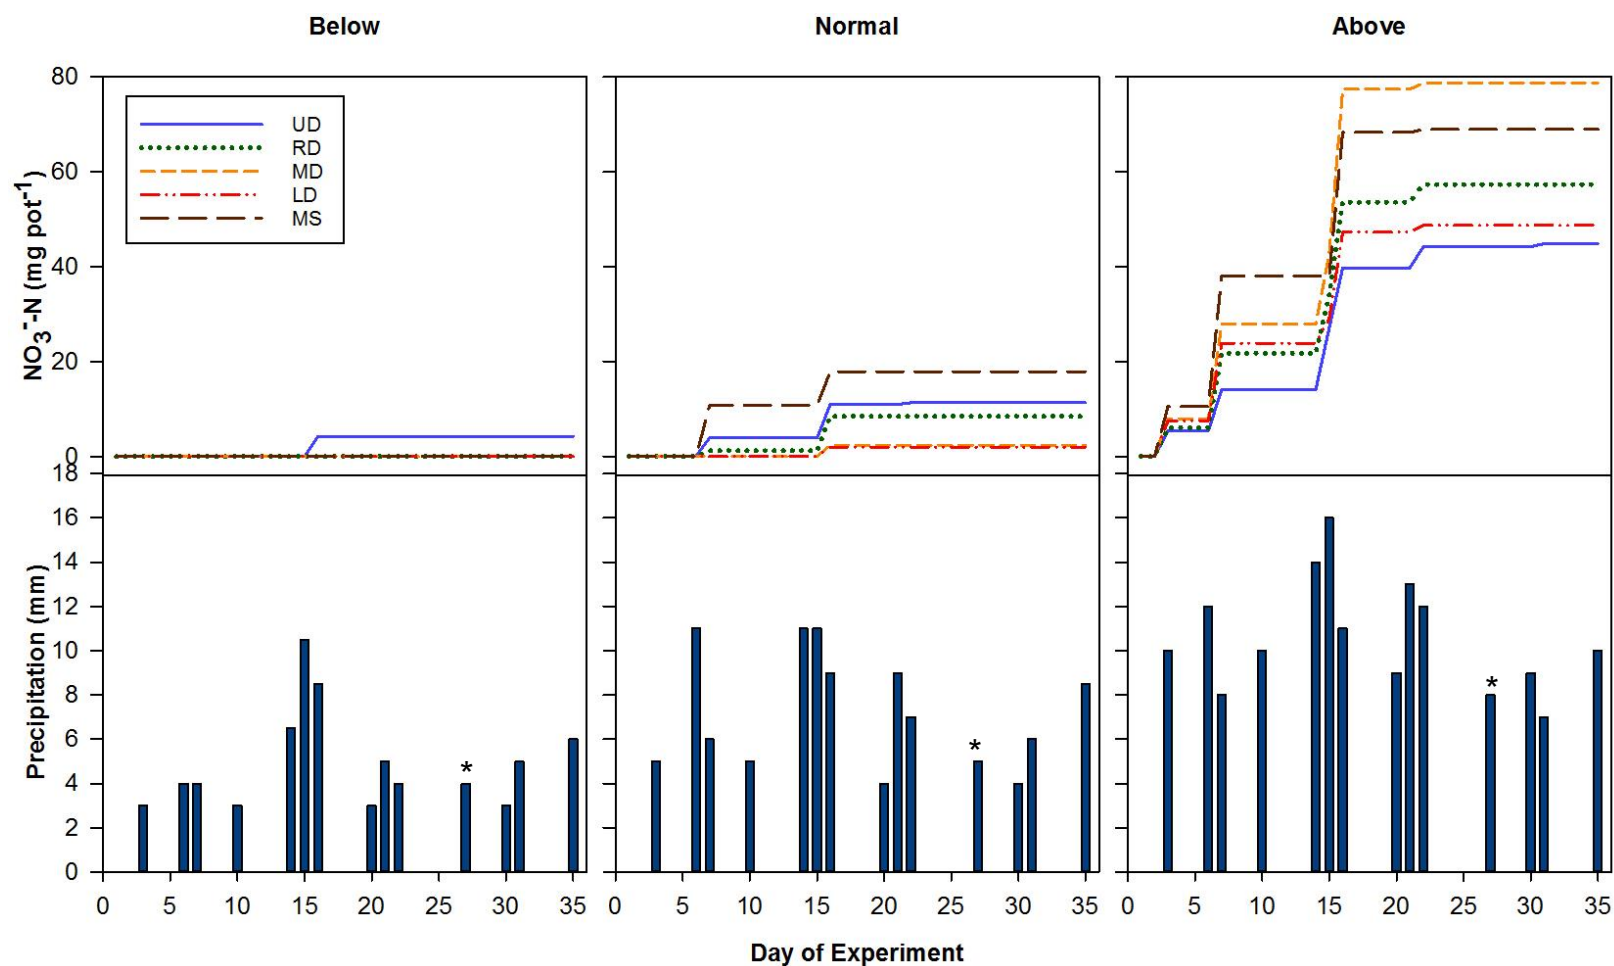 Below Normal Above
NO3⁻-N (mg pot⁻¹)
80
60
40
20
0
UD
RD
MD
LD
MS
Precipitation (mm)
18
16
14
12
10
8
6
4
2
0
*
*
*
0 5 10 15 20 25 30 35
0 5 10 15 20 25 30 35
0 5 10 15 20 25 30 35
Day of Experiment